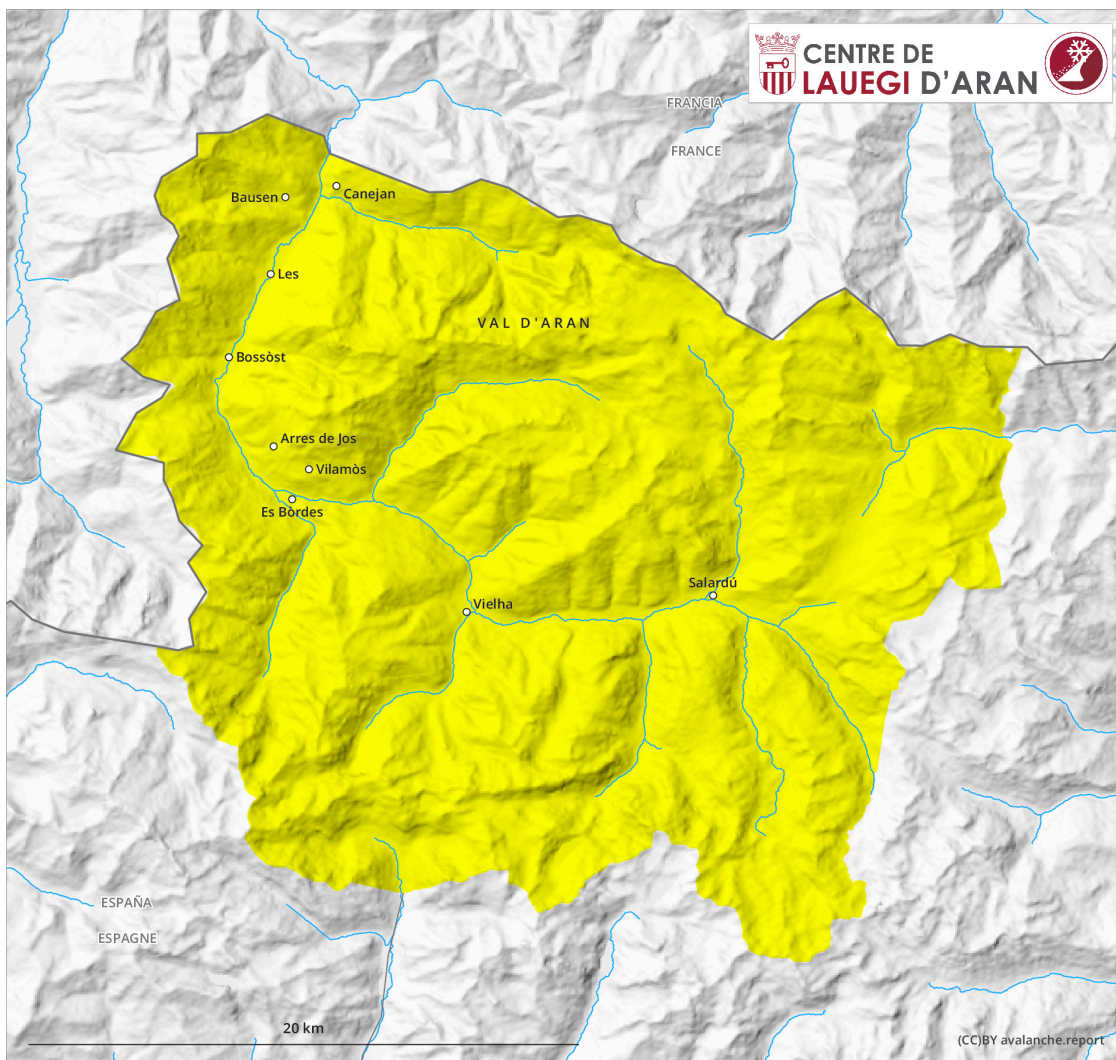 CENTRE DE
LAUEGI D'ARAN
FRANCIA
FRANCE
Bausen
Canejan
Les
VAL D'ARAN
Bossòst
Arres de Jos
Vilamòs
Es Bòrdes
Salardú
Vielha
ESPAÑA
ESPAGNE
20 km
(CC)BY avalanche.report